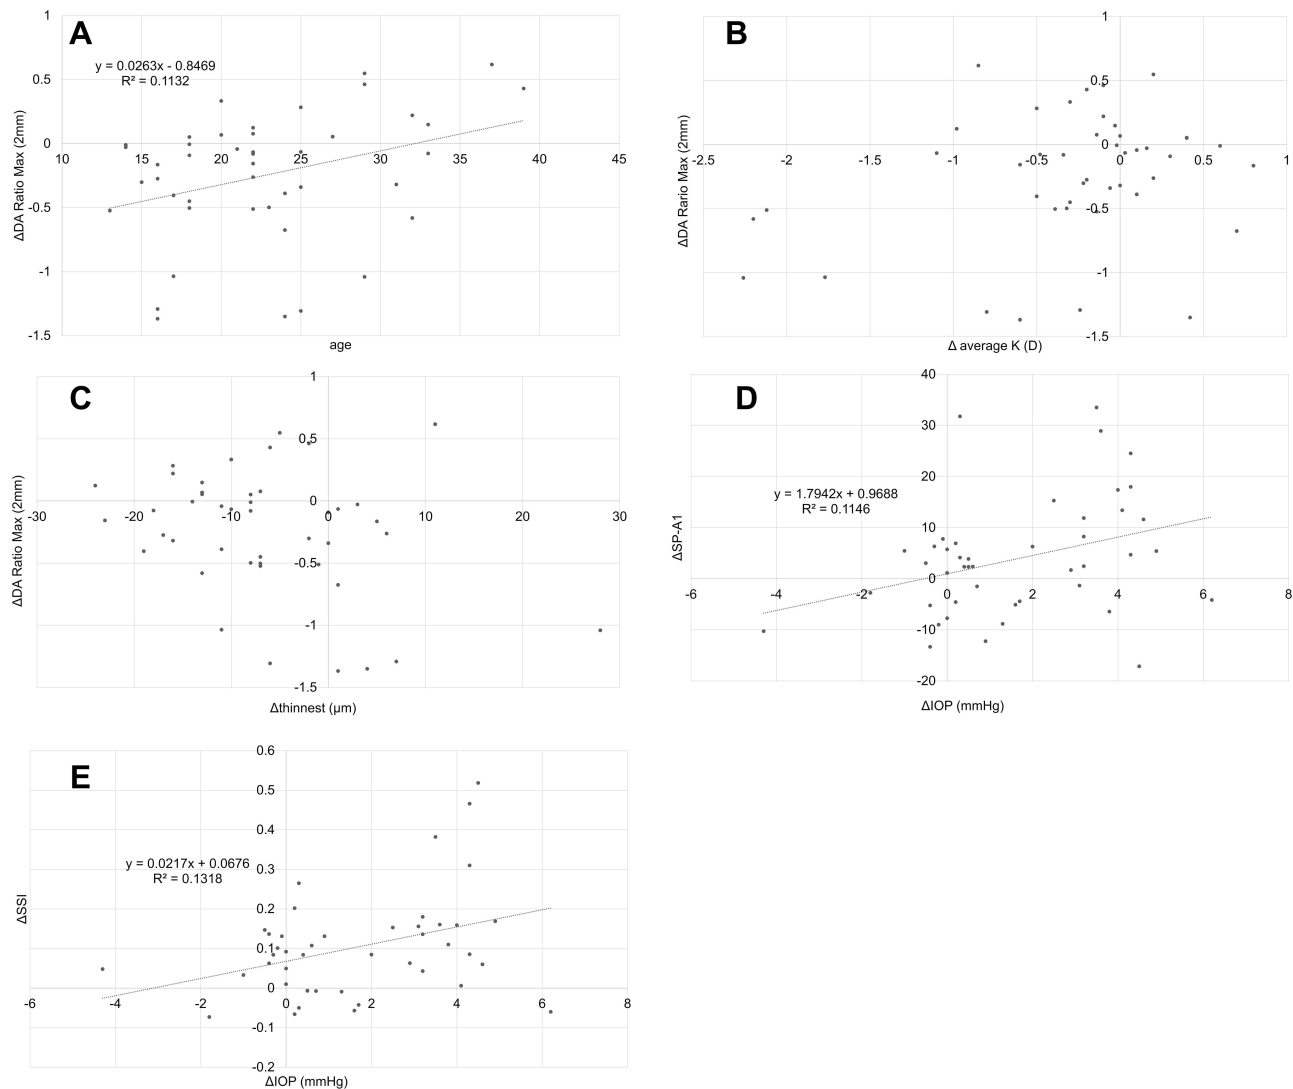 A
y = 0.0263x - 0.8469
R² = 0.1132
1
0.5
0
-0.5
-1
-1.5
10 15 20 25 30 35 40 45
ΔDA Ratio Max (2mm)
age
B
1
0.5
0
-0.5
-1
-1.5
-2.5 -2 -1.5 -1 -0.5 0 0.5 1
ΔDA Rario Max (2mm)
Δ average K (D)
C
1
0.5
0
-0.5
-1
-1.5
-30 -20 -10 0 10 20 30
ΔDA Ratio Max (2mm)
Δthinnest (μm)
D
y = 1.7942x + 0.9688
R² = 0.1146
40
30
20
10
0
-10
-20
-6 -4 -2 0 2 4 6 8
ΔSP-A1
ΔIOP (mmHg)
E
y = 0.0217x + 0.0676
R² = 0.1318
0.6
0.5
0.4
0.3
0.2
0.1
0
-0.1
-0.2
-6 -4 -2 0 2 4 6 8
ΔSSI
ΔIOP (mmHg)